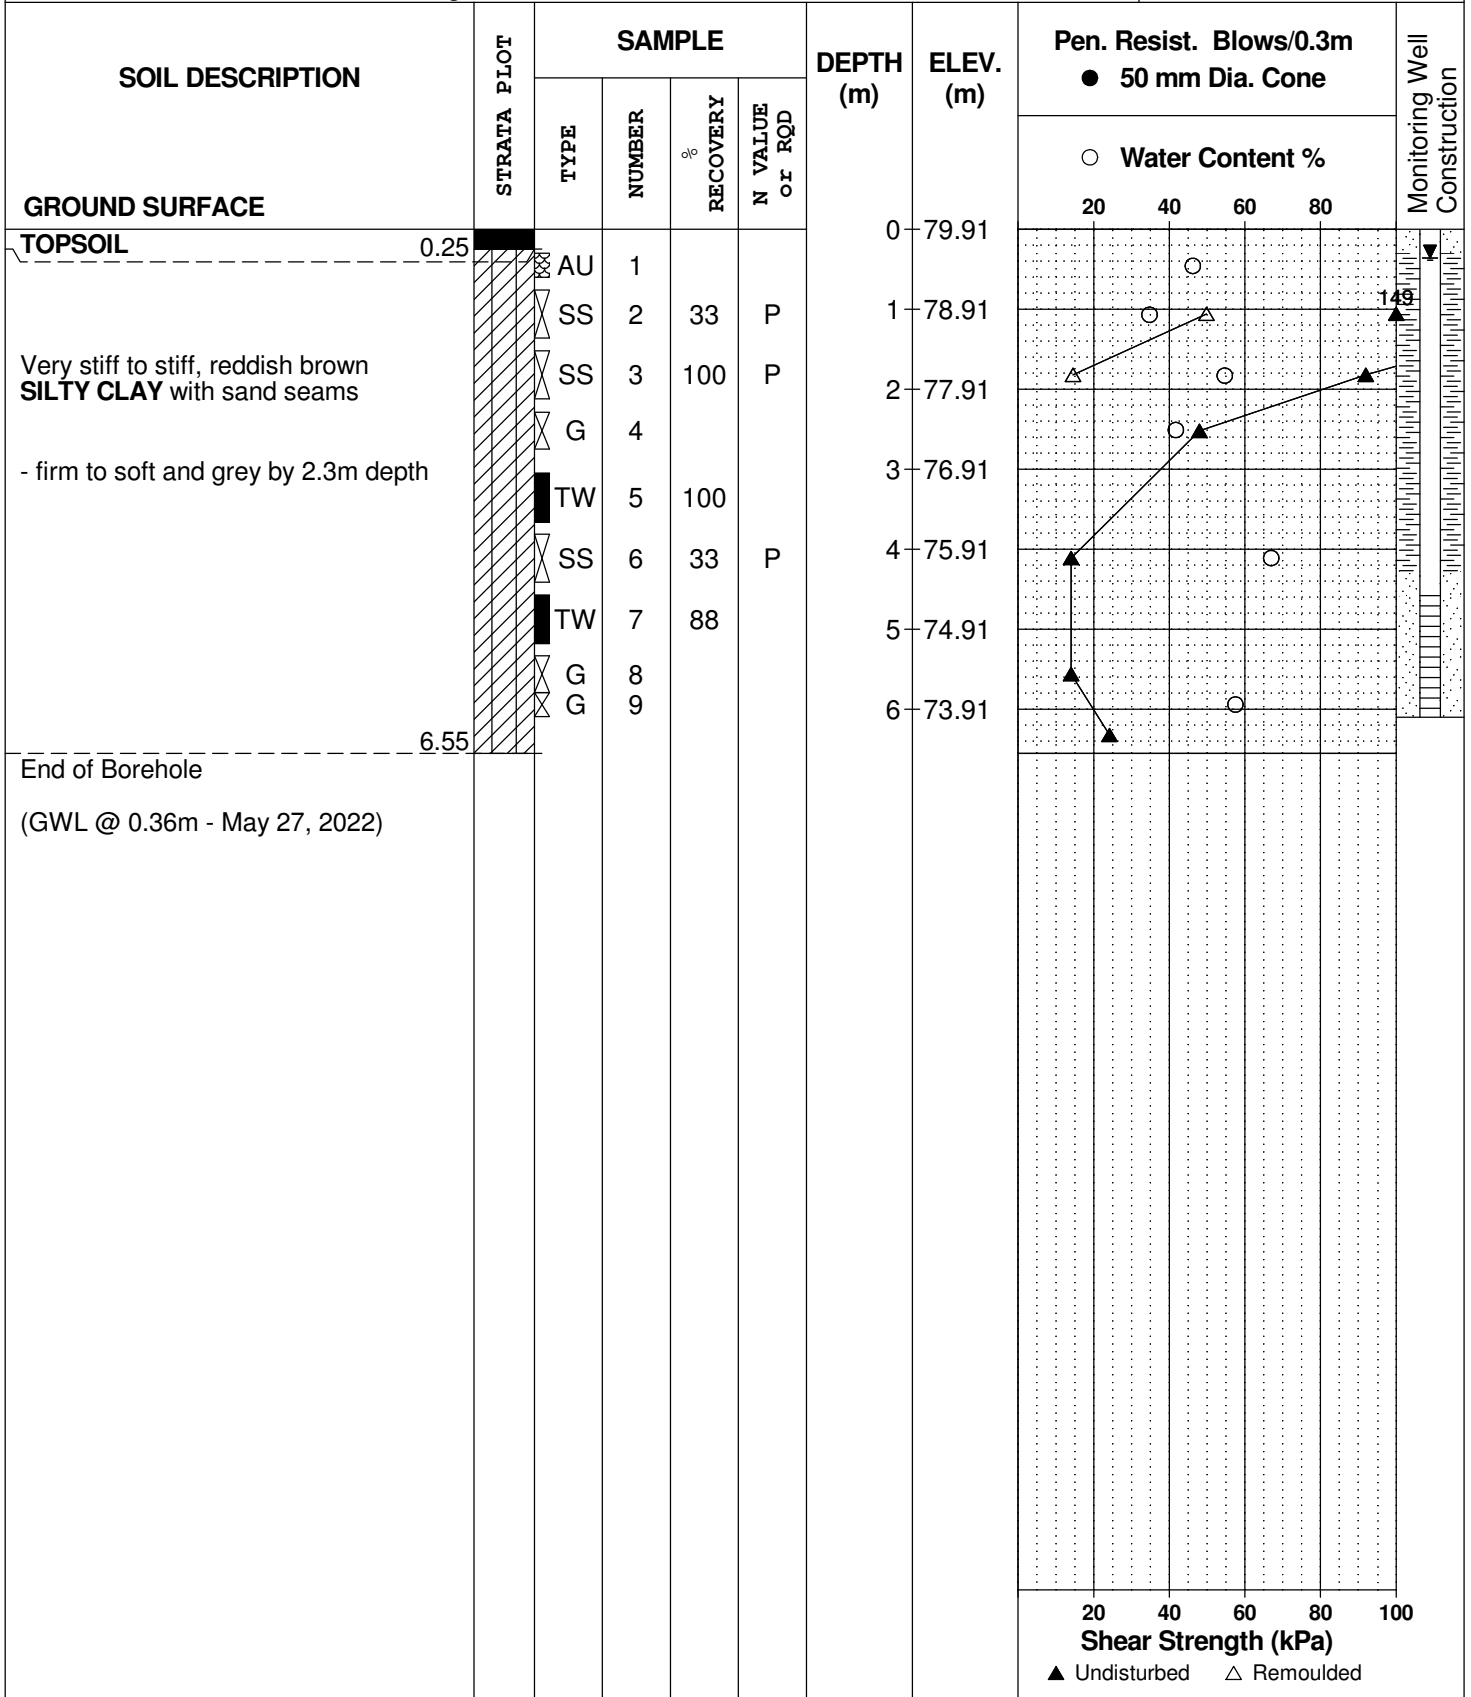 SOIL DESCRIPTION
GROUND SURFACE
STRATA PLOT
SAMPLE
TYPE
NUMBER
% RECOVERY
N VALUE or RQD
DEPTH (m)
ELEV. (m)
Pen. Resist. Blows/0.3m
● 50 mm Dia. Cone
○ Water Content %
20 40 60 80
Monitoring Well Construction
0 79.91
TOPSOIL 0.25
AU 1
149
SS 2 33 P 1 78.91
Very stiff to stiff, reddish brown
SILTY CLAY with sand seams
SS 3 100 P
2 77.91
G 4
- firm to soft and grey by 2.3m depth
3 76.91
TW 5 100
4 75.91
SS 6 33 P
TW 7 88
5 74.91
G 8
G 9
6 73.91
6.55
End of Borehole
(GWL @ 0.36m - May 27, 2022)
20 40 60 80 100
Shear Strength (kPa)
▲ Undisturbed △ Remoulded